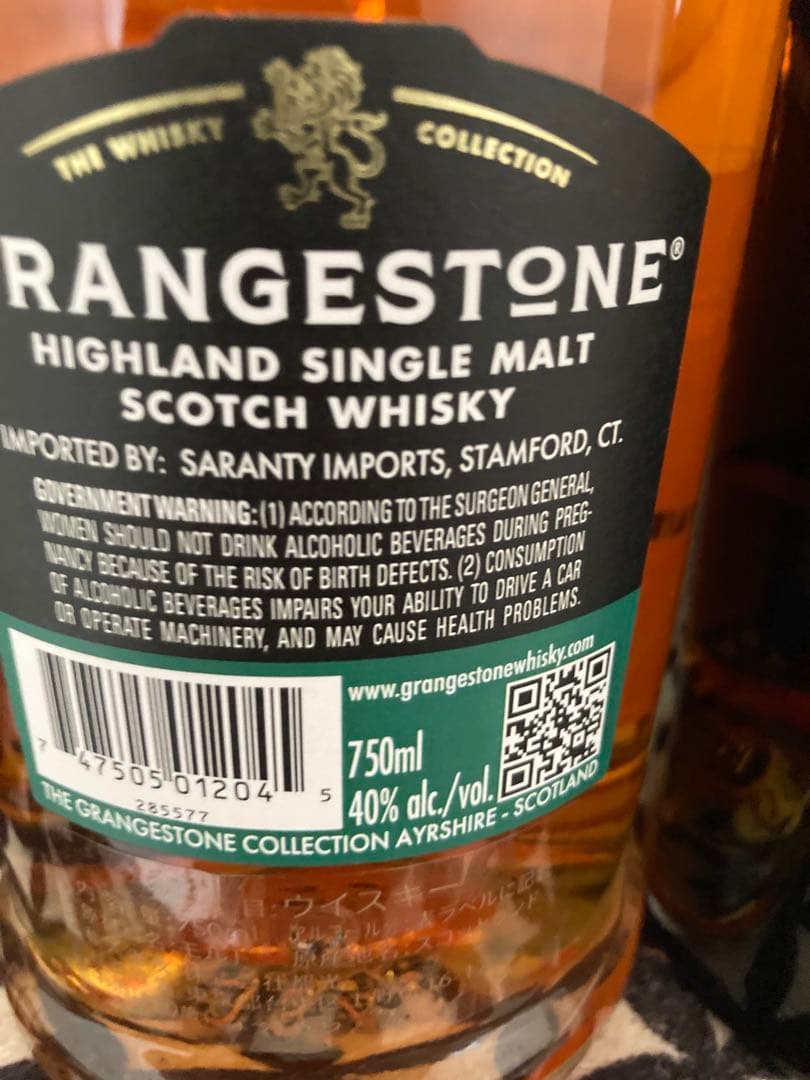 THE WHISKY COLLECTION
RANGESTONE®
HIGHLAND SINGLE MALT
SCOTCH WHISKY
IMPORTED BY: SARANTY IMPORTS, STAMFORD, CT.
GOVERNMENT WARNING: (1) ACCORDING TO THE SURGEON GENERAL,
WOMEN SHOULD NOT DRINK ALCOHOLIC BEVERAGES DURING PREG-
NANCY BECAUSE OF THE RISK OF BIRTH DEFECTS. (2) CONSUMPTION
OF ALCOHOLIC BEVERAGES IMPAIRS YOUR ABILITY TO DRIVE A CAR
OR OPERATE MACHINERY, AND MAY CAUSE HEALTH PROBLEMS.
www.grangestonewhisky.com
750ml
40% alc./vol.
7 47505 01204 5
285577
THE GRANGESTONE COLLECTION AYRSHIRE - SCOTLAND
ウイスキー